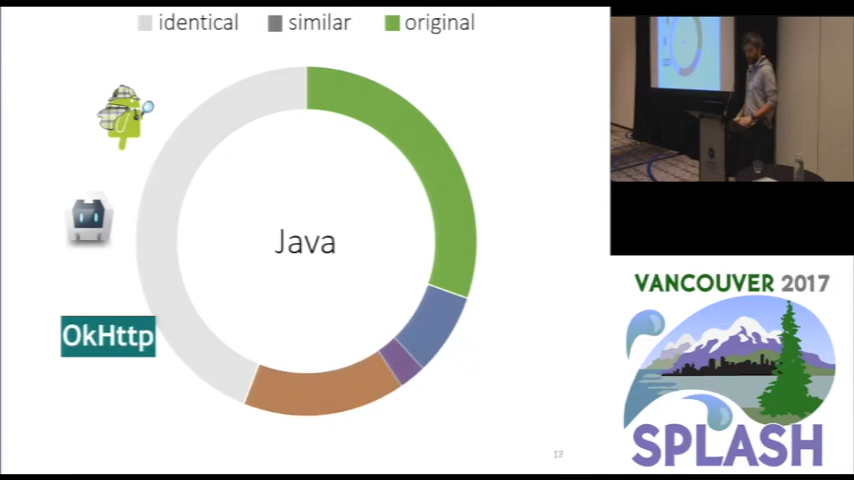 identical similar original
Java
OkHttp
13
VANCOUVER 2017
SPLASH